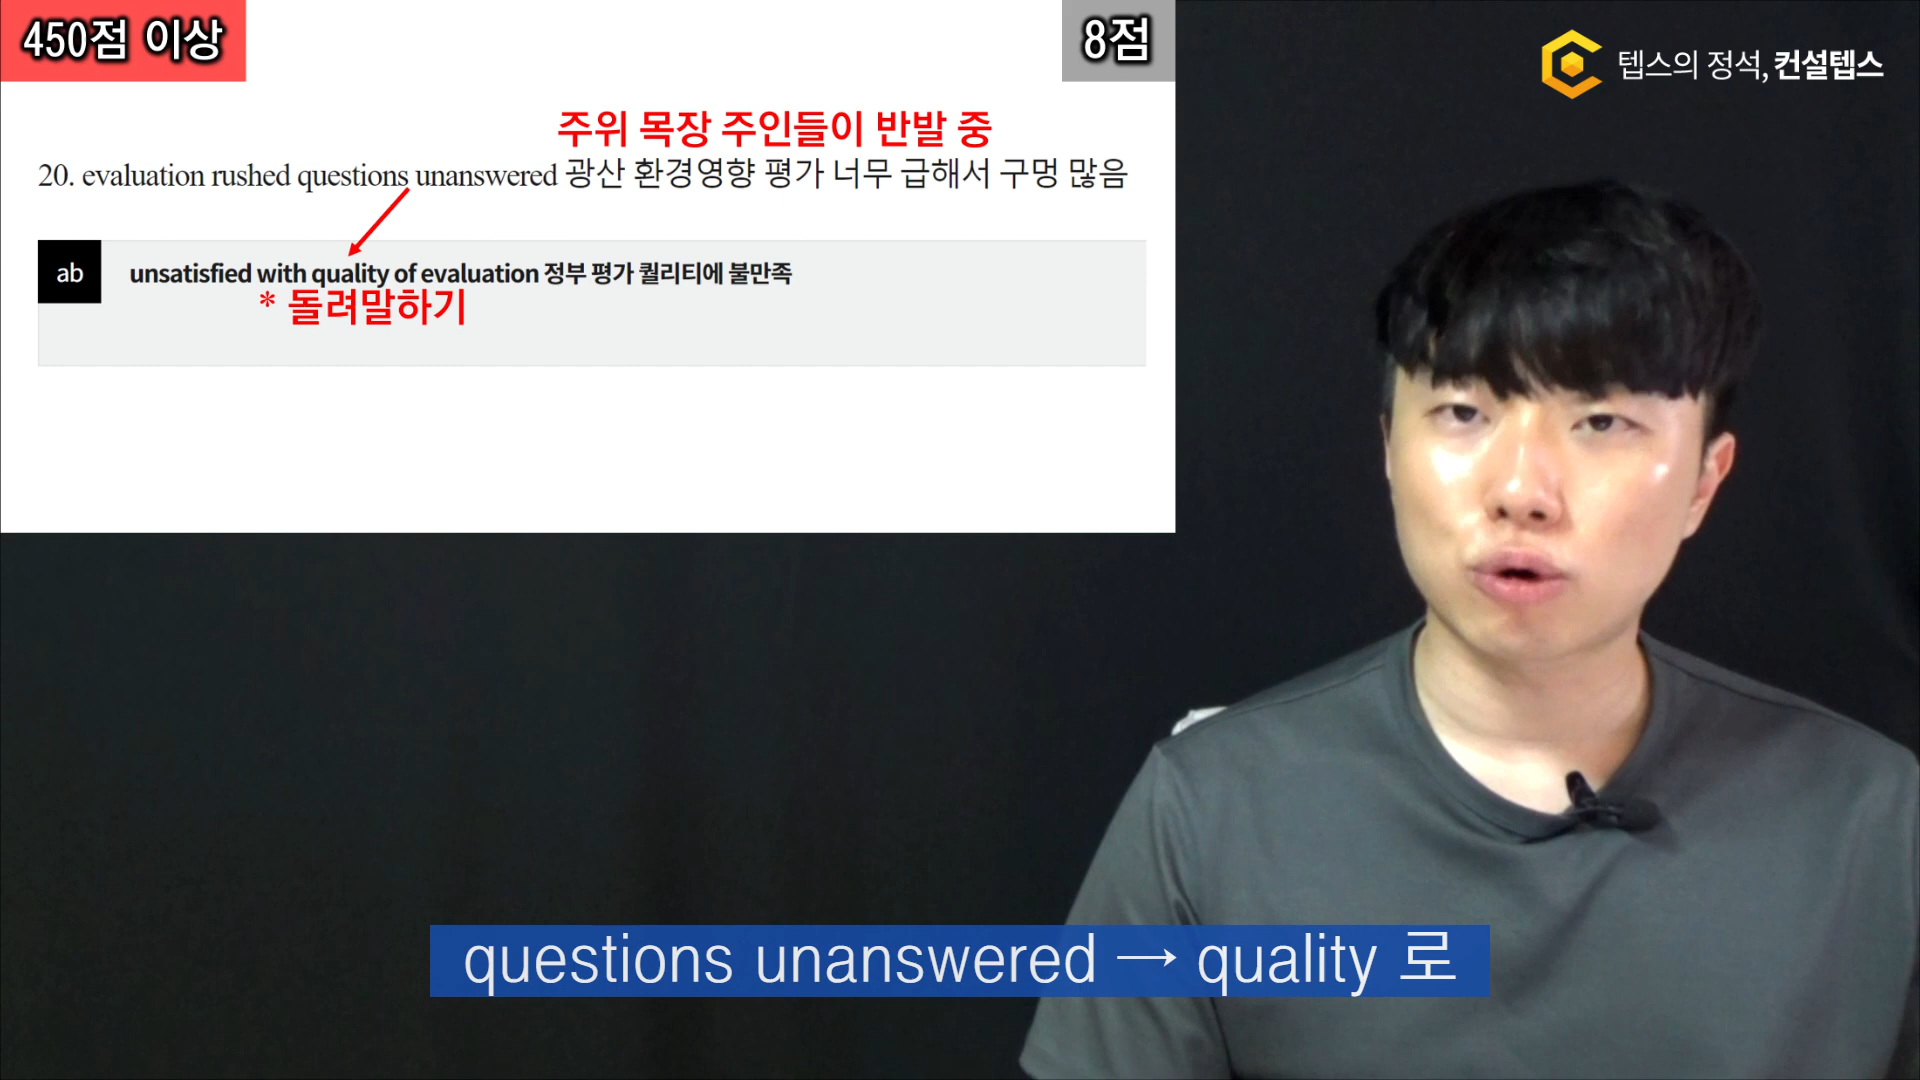 450점 이상
8점
텝스의 정석, 컨설텝스
주위 목장 주인들이 반발 중
20. evaluation rushed questions unanswered 광산 환경영향 평가 너무 급해서 구멍 많음
ab
unsatisfied with quality of evaluation 정부 평가 퀄리티에 불만족
* 돌려말하기
questions unanswered → quality 로